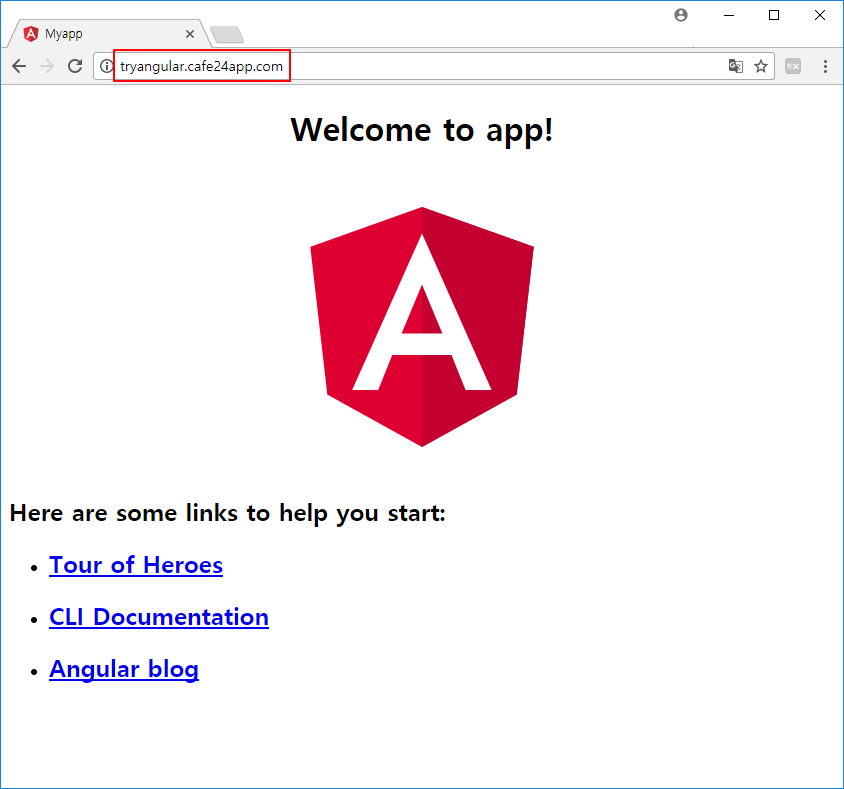 Myapp
tryangular.cafe24app.com
Welcome to app!
A
Here are some links to help you start:
Tour of Heroes
CLI Documentation
Angular blog